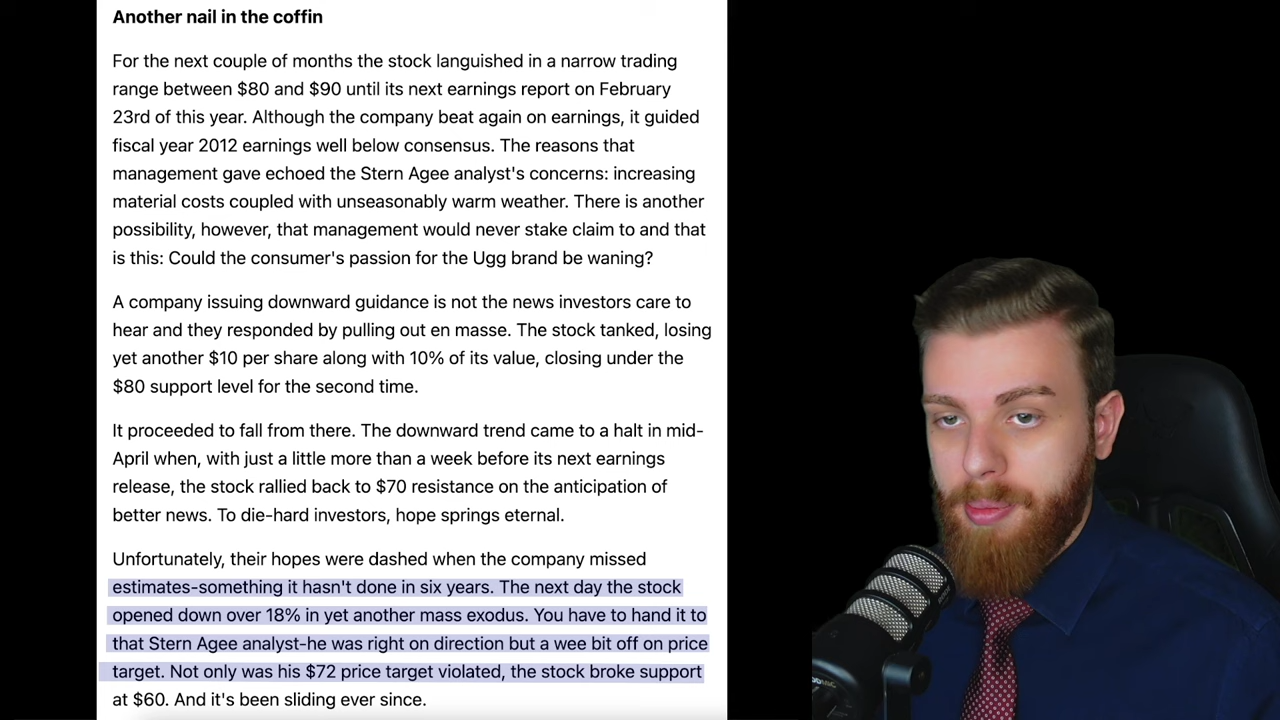 Another nail in the coffin
For the next couple of months the stock languished in a narrow trading
range between $80 and $90 until its next earnings report on February
23rd of this year. Although the company beat again on earnings, it guided
fiscal year 2012 earnings well below consensus. The reasons that
management gave echoed the Stern Agee analyst's concerns: increasing
material costs coupled with unseasonably warm weather. There is another
possibility, however, that management would never stake claim to and that
is this: Could the consumer's passion for the Ugg brand be waning?
A company issuing downward guidance is not the news investors care to
hear and they responded by pulling out en masse. The stock tanked, losing
yet another $10 per share along with 10% of its value, closing under the
$80 support level for the second time.
It proceeded to fall from there. The downward trend came to a halt in mid-
April when, with just a little more than a week before its next earnings
release, the stock rallied back to $70 resistance on the anticipation of
better news. To die-hard investors, hope springs eternal.
Unfortunately, their hopes were dashed when the company missed
estimates-something it hasn't done in six years. The next day the stock
opened down over 18% in yet another mass exodus. You have to hand it to
that Stern Agee analyst-he was right on direction but a wee bit off on price
target. Not only was his $72 price target violated, the stock broke support
at $60. And it's been sliding ever since.